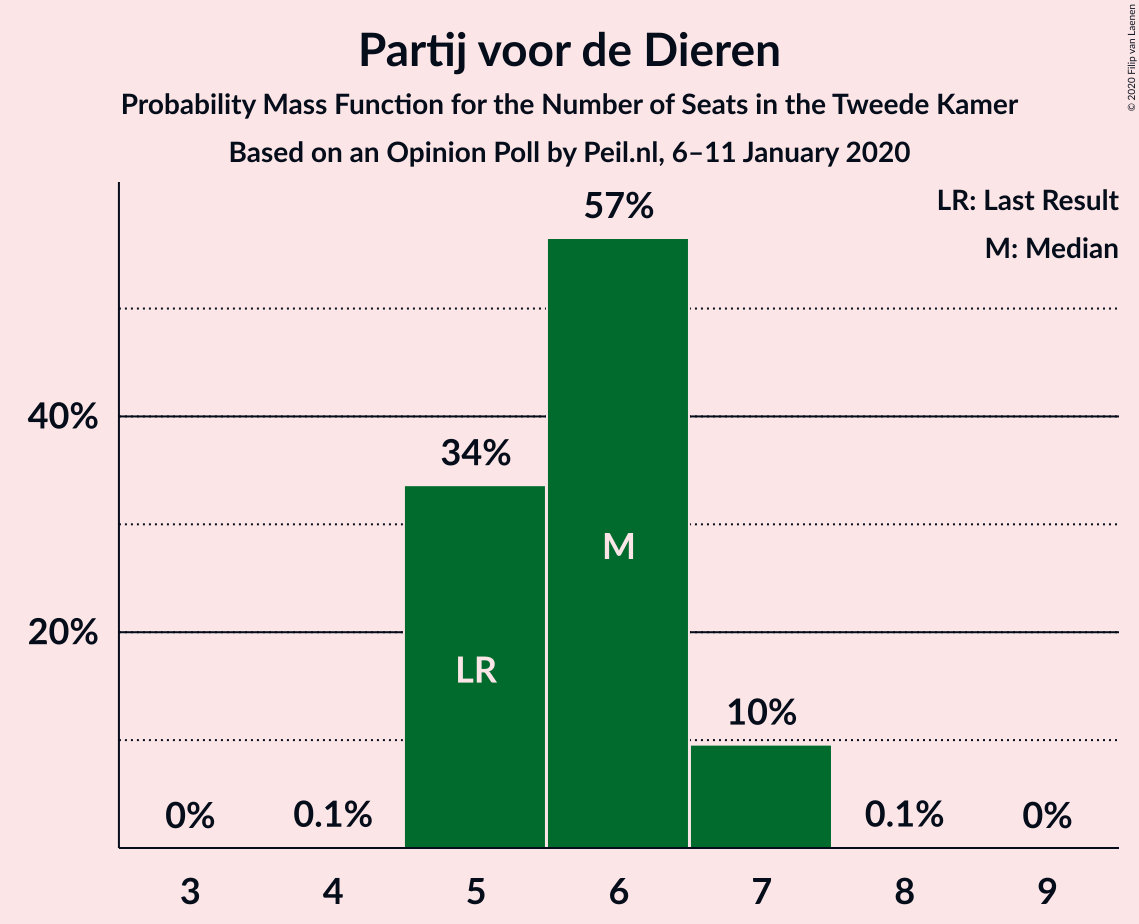 Partij voor de Dieren
Probability Mass Function for the Number of Seats in the Tweede Kamer
Based on an Opinion Poll by Peil.nl, 6–11 January 2020
© 2020 Filip van Laenen
LR: Last Result
M: Median
57%
40%
34%
M
20%
LR
10%
0%
0.1%
0.1%
0%
3
4
5
6
7
8
9